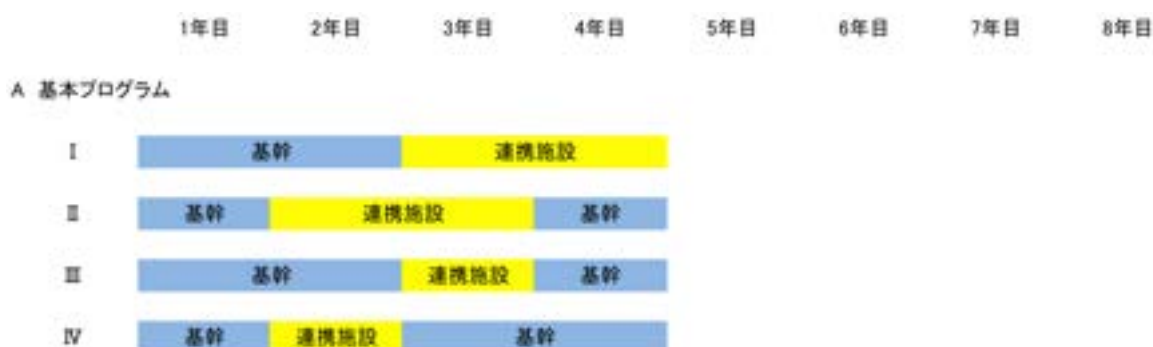 1年目 2年目 3年目 4年目 5年目 6年目 7年目 8年目
A 基本プログラム
Ⅰ 基幹 連携施設
Ⅱ 基幹 連携施設 基幹
Ⅲ 基幹 連携施設 基幹
Ⅳ 基幹 連携施設 基幹